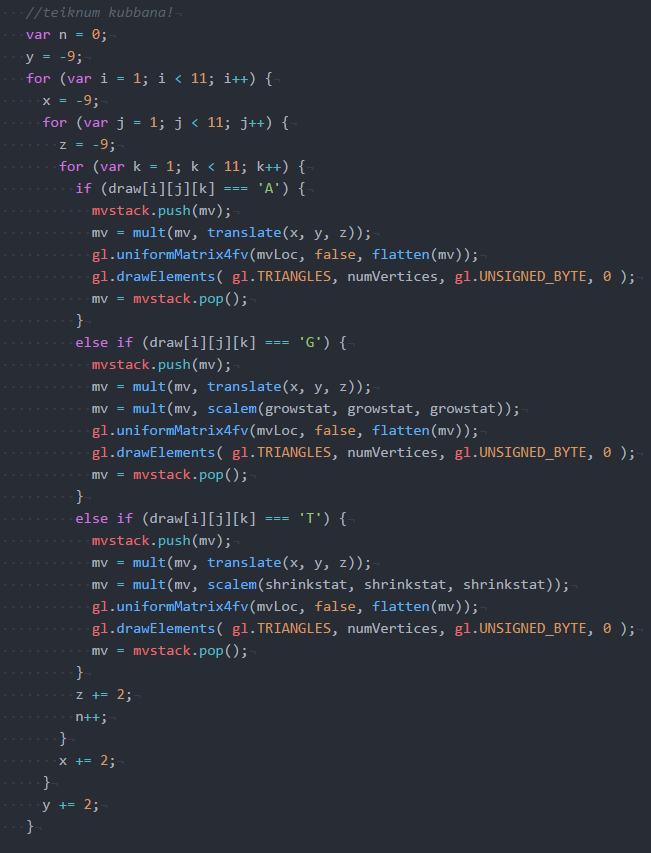 //teiknum kubbana!
var n = 0;
y = -9;
for (var i = 1; i < 11; i++) {
x = -9;
for (var j = 1; j < 11; j++) {
z = -9;
for (var k = 1; k < 11; k++) {
if (draw[i][j][k] === 'A') {
mvstack.push(mv);
mv = mult(mv, translate(x, y, z));
gl.uniformMatrix4fv(mvLoc, false, flatten(mv));
gl.drawElements( gl.TRIANGLES, numVertices, gl.UNSIGNED_BYTE, 0 );
mv = mvstack.pop();
}
else if (draw[i][j][k] === 'G') {
mvstack.push(mv);
mv = mult(mv, translate(x, y, z));
mv = mult(mv, scalem(growstat, growstat, growstat));
gl.uniformMatrix4fv(mvLoc, false, flatten(mv));
gl.drawElements( gl.TRIANGLES, numVertices, gl.UNSIGNED_BYTE, 0 );
mv = mvstack.pop();
}
else if (draw[i][j][k] === 'T') {
mvstack.push(mv);
mv = mult(mv, translate(x, y, z));
mv = mult(mv, scalem(shrinkstat, shrinkstat, shrinkstat));
gl.uniformMatrix4fv(mvLoc, false, flatten(mv));
gl.drawElements( gl.TRIANGLES, numVertices, gl.UNSIGNED_BYTE, 0 );
mv = mvstack.pop();
}
z += 2;
n++;
}
x += 2;
}
y += 2;
}